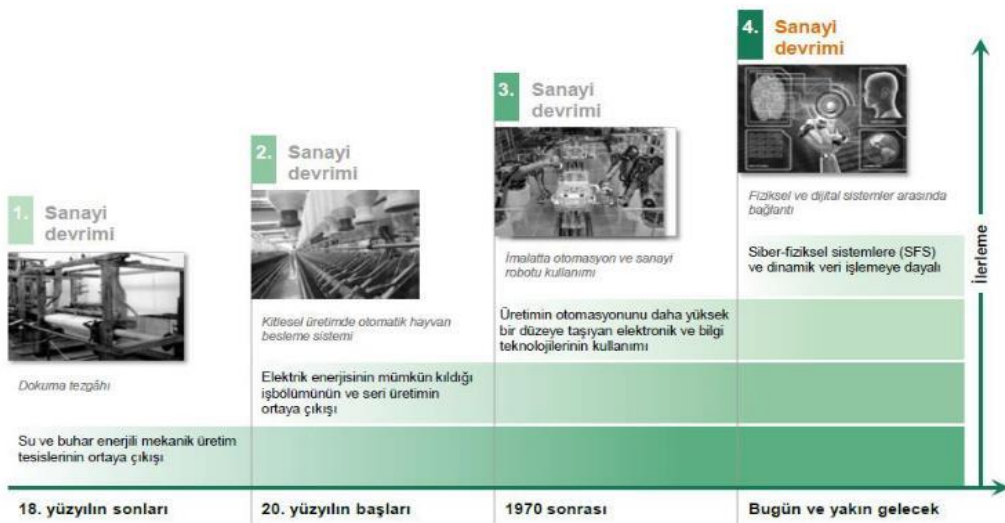 1. Sanayi
devrimi
Dokuma tezgâhı
Su ve buhar enerjili mekanik üretim
tesislerinin ortaya çıkışı
18. yüzyılın sonları
2. Sanayi
devrimi
Kitlesel üretimde otomatik hayvan
besleme sistemi
Elektrik enerjisinin mümkün kıldığı
işbölümünün ve seri üretimin
ortaya çıkışı
20. yüzyılın başları
3. Sanayi
devrimi
İmalatta otomasyon ve sanayi
robotu kullanımı
Üretimin otomasyonunu daha yüksek
bir düzeye taşıyan elektronik ve bilgi
teknolojilerinin kullanımı
1970 sonrası
4. Sanayi
devrimi
Fiziksel ve dijital sistemler arasında
bağlantı
Siber-fiziksel sistemlere (SFS)
ve dinamik veri işlemeye dayalı
Bugün ve yakın gelecek
İlerleme